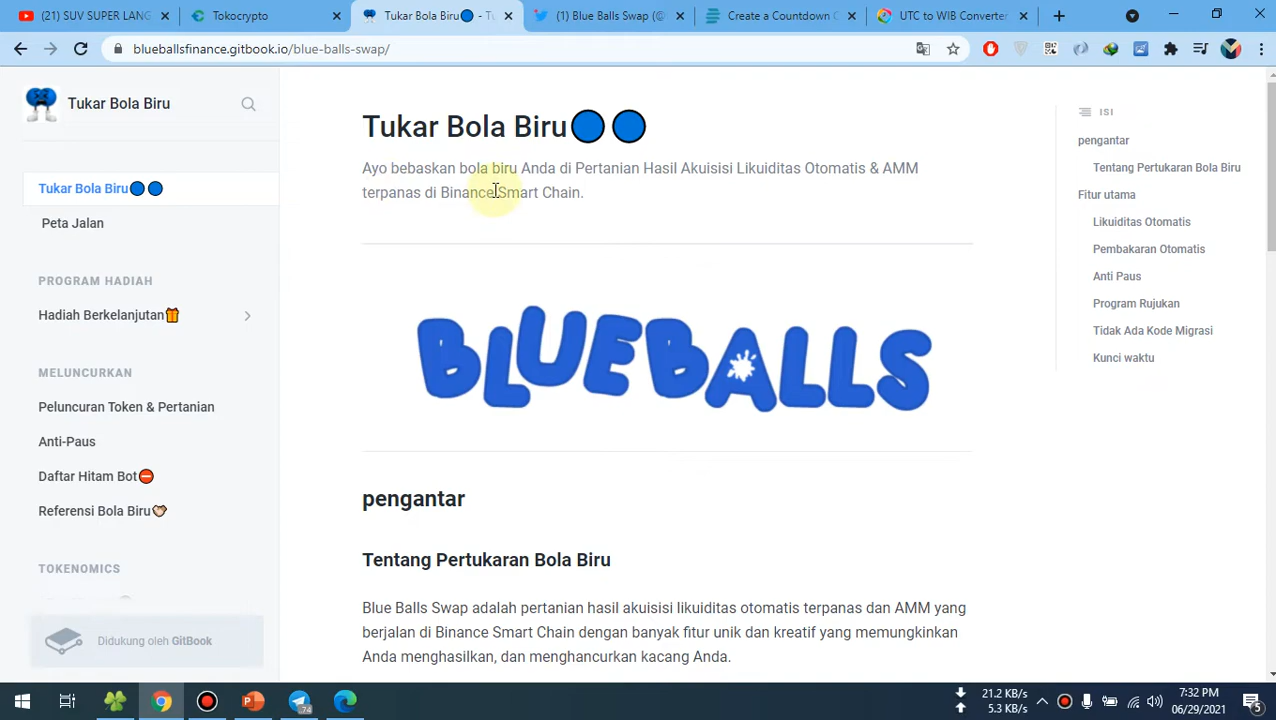 (21) SUV SUPER LANG
Tokocrypto
Tukar Bola Biru - Tu
(1) Blue Balls Swap (@
Create a Countdown C
UTC to WIB Converter
blueballsfinance.gitbook.io/blue-balls-swap/
Tukar Bola Biru
Tukar Bola Biru
Peta Jalan
PROGRAM HADIAH
Hadiah Berkelanjutan
MELUNCURKAN
Peluncuran Token & Pertanian
Anti-Paus
Daftar Hitam Bot
Referensi Bola Biru
TOKENOMICS
Didukung oleh GitBook
Tukar Bola Biru
Ayo bebaskan bola biru Anda di Pertanian Hasil Akuisisi Likuiditas Otomatis & AMM
terpanas di Binance Smart Chain.
BLUEBALLS
pengantar
Tentang Pertukaran Bola Biru
Blue Balls Swap adalah pertanian hasil akuisisi likuiditas otomatis terpanas dan AMM yang
berjalan di Binance Smart Chain dengan banyak fitur unik dan kreatif yang memungkinkan
Anda menghasilkan, dan menghancurkan kacang Anda.
ISI
pengantar
Tentang Pertukaran Bola Biru
Fitur utama
Likuiditas Otomatis
Pembakaran Otomatis
Anti Paus
Program Rujukan
Tidak Ada Kode Migrasi
Kunci waktu
74
21.2 KB/s
5.3 KB/s
7:32 PM
06/29/2021
5